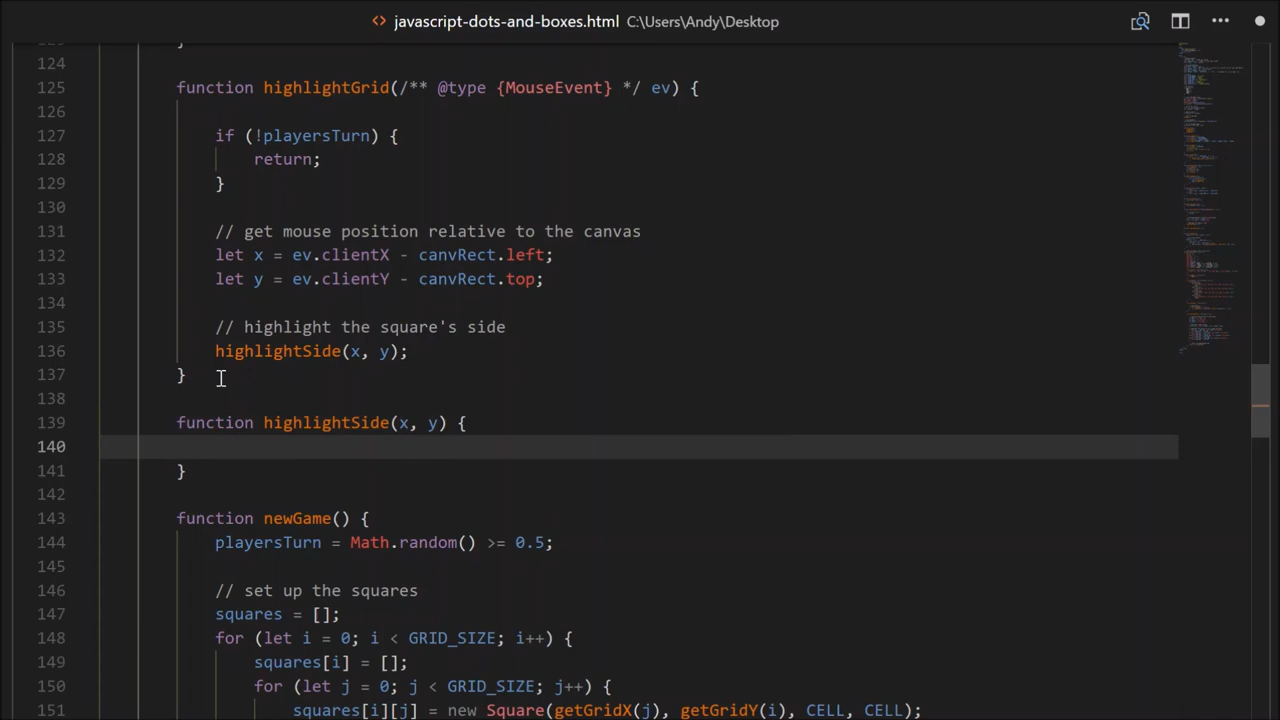 javascript-dots-and-boxes.html C:\Users\Andy\Desktop
}
124
125 function highlightGrid(/** @type {MouseEvent} */ ev) {
126
127 if (!playersTurn) {
128 return;
129 }
130
131 // get mouse position relative to the canvas
132 let x = ev.clientX - canvRect.left;
133 let y = ev.clientY - canvRect.top;
134
135 // highlight the square's side
136 highlightSide(x, y);
137 }
138
139 function highlightSide(x, y) {
140
141 }
142
143 function newGame() {
144 playersTurn = Math.random() >= 0.5;
145
146 // set up the squares
147 squares = [];
148 for (let i = 0; i < GRID_SIZE; i++) {
149 squares[i] = [];
150 for (let j = 0; j < GRID_SIZE; j++) {
151 squares[i][j] = new Square(getGridX(j), getGridY(i), CELL, CELL);